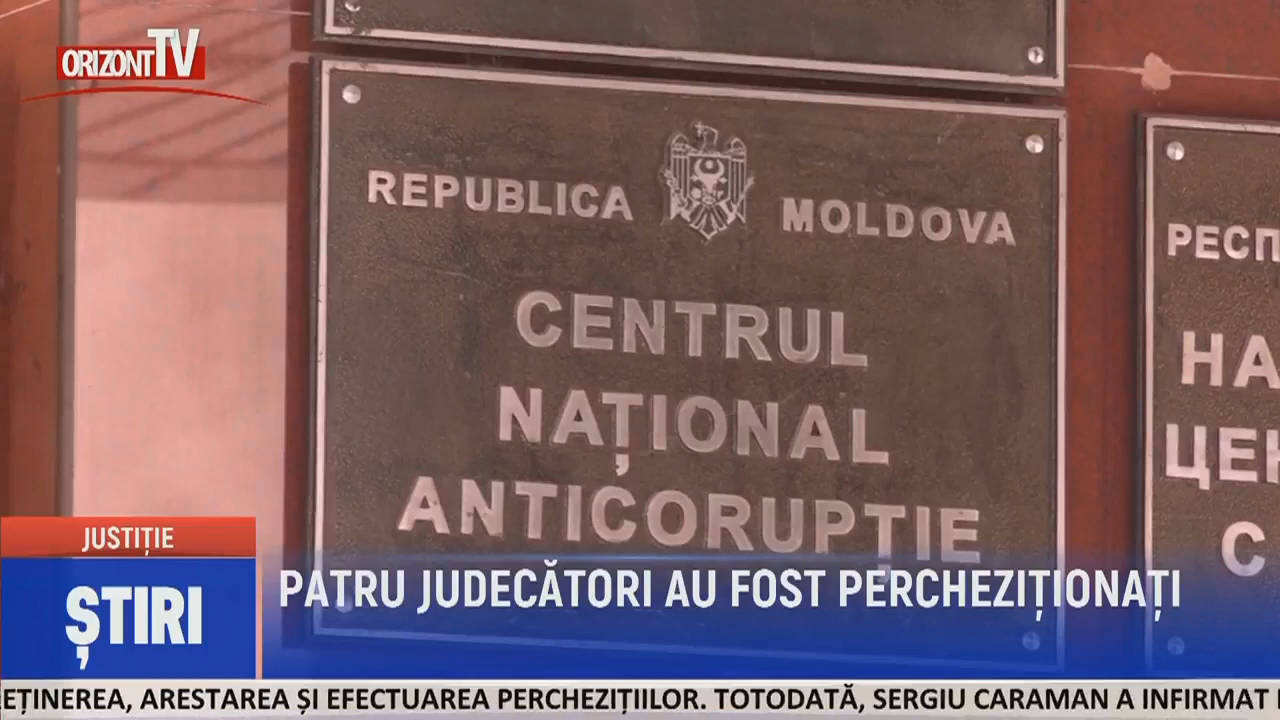 ORIZONT TV
REPUBLICA MOLDOVA
CENTRUL
NAȚIONAL
ANTICORUPȚIE
JUSTIȚIE
ȘTIRI
PATRU JUDECĂTORI AU FOST PERCHEZIȚIONAȚI
EȚINEREA, ARESTAREA ȘI EFECTUAREA PERCHEZIȚIILOR. TOTODATĂ, SERGIU CARAMAN A INFIRMAT